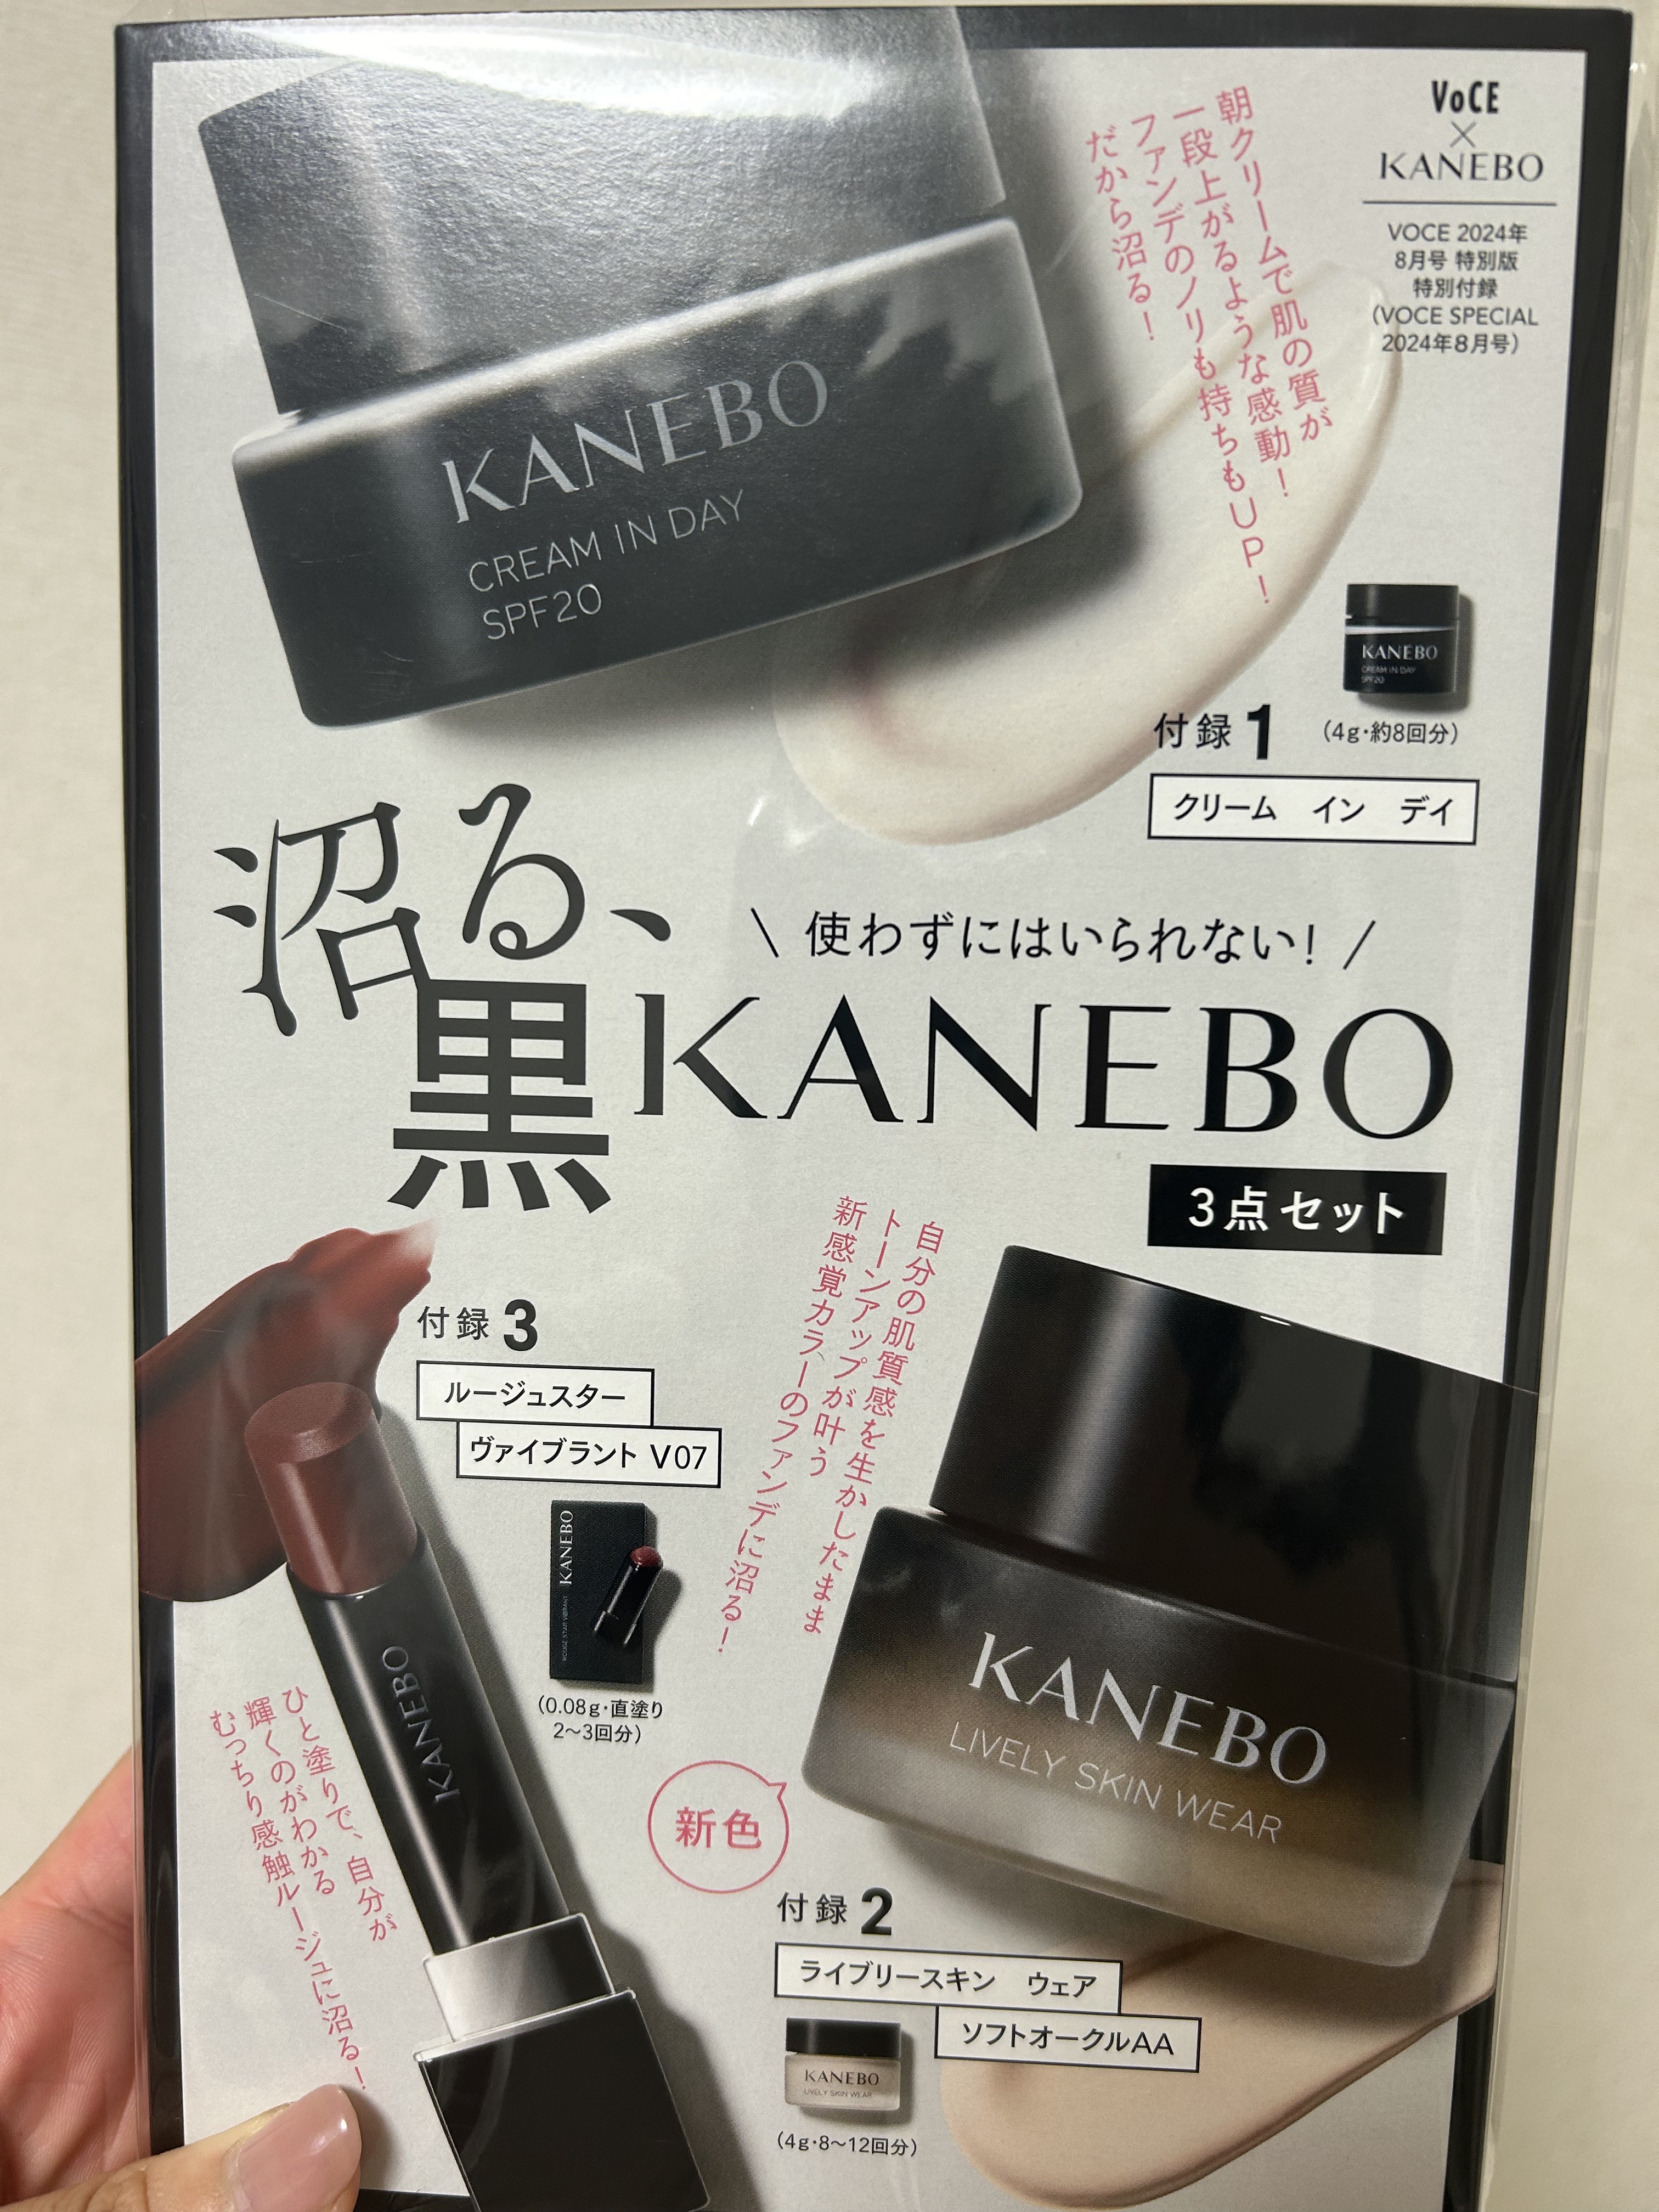 VOCE
×
KANEBO
VOCE 2024年
8月号 特別版
特別付録
(VOCE SPECIAL
2024年8月号)
朝クリームで肌の質が
一段上がるような感動！
ファンデのノリも持ちもUP！
だから沼る！
KANEBO
CREAM IN DAY
SPF20
KANEBO
CREAM IN DAY
SPF20
付録1
(4g・約8回分)
クリーム イン デイ
沼る、
黒KANEBO
\ 使わずにはいられない！ /
3点セット
付録3
ルージュスター
ヴァイブラント V07
KANEBO
ROUGE STAR VIBRANT
(0.08g・直塗り
2〜3回分)
KANEBO
ひと塗りで、自分が
輝くのがわかる
むっちり感触ルージュに沼る！
自分の肌質感を生かしたまま
トーンアップが叶う
新感覚カラーのファンデに沼る！
KANEBO
LIVELY SKIN WEAR
新色
付録2
ライブリースキン ウェア
ソフトオークルAA
KANEBO
LIVELY SKIN WEAR
(4g・8〜12回分)